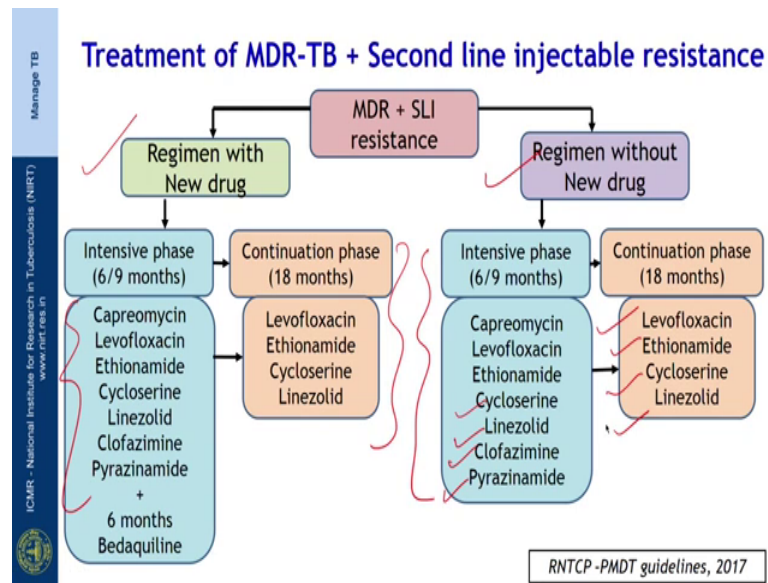 Treatment of MDR-TB + Second line injectable resistance
MDR + SLI
resistance
Regimen with
New drug
Intensive phase
(6/9 months)
Continuation phase
(18 months)
Capreomycin
Levofloxacin
Ethionamide
Cycloserine
Linezolid
Clofazimine
Pyrazinamide
+
6 months
Bedaquiline
Levofloxacin
Ethionamide
Cycloserine
Linezolid
Regimen without
New drug
Intensive phase
(6/9 months)
Continuation phase
(18 months)
Capreomycin
Levofloxacin
Ethionamide
Cycloserine
Linezolid
Clofazimine
Pyrazinamide
Levofloxacin
Ethionamide
Cycloserine
Linezolid
RNTCP -PMDT guidelines, 2017
Manage TB
ICMR - National Institute for Research in Tuberculosis (NIRT)
www.nirt.res.in